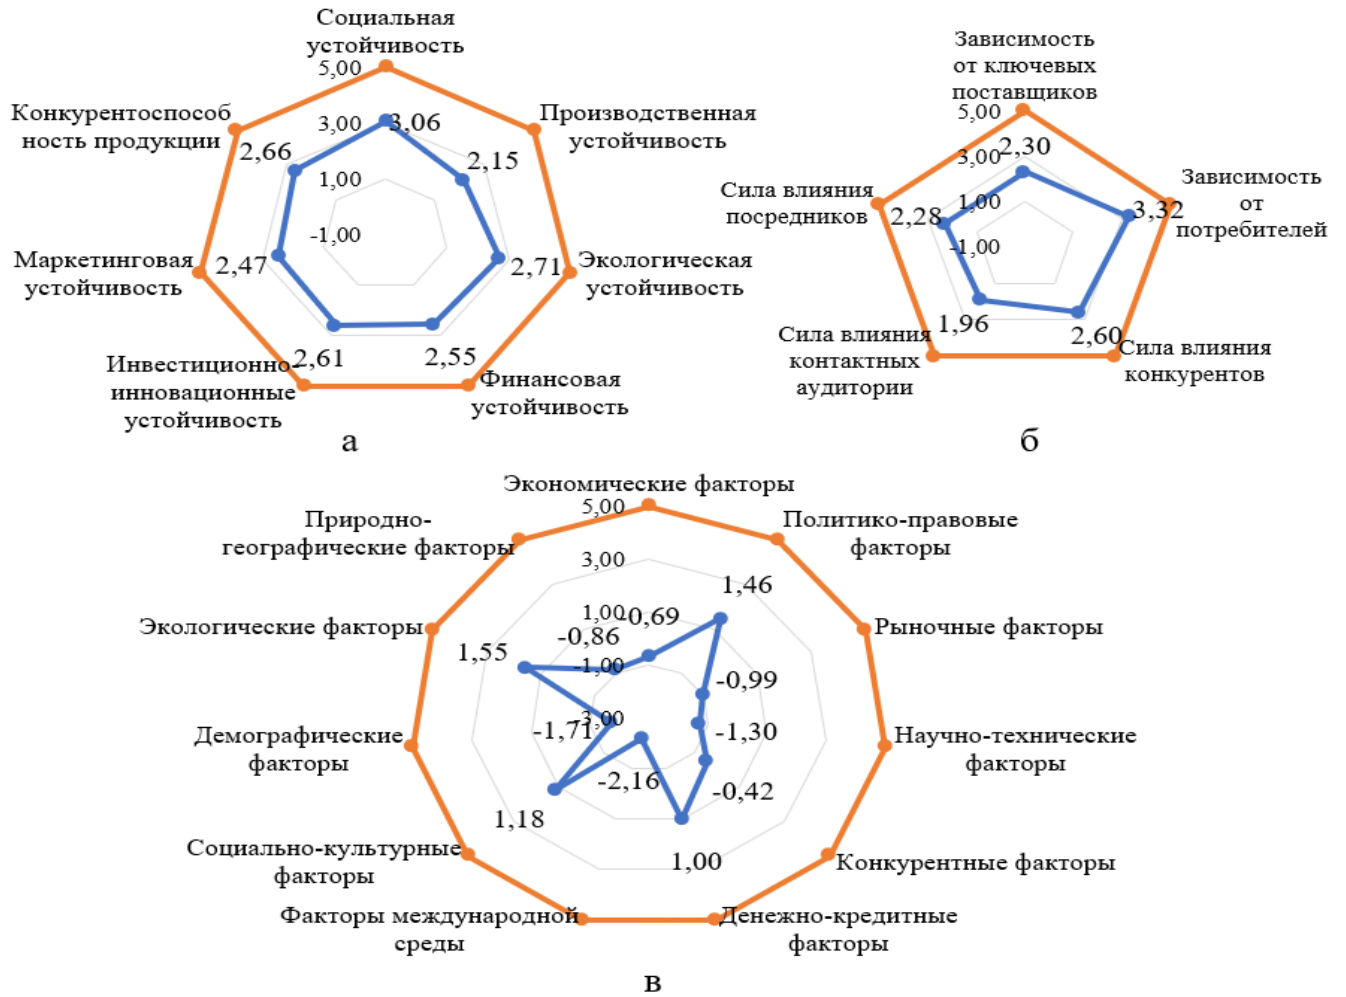 Социальная
устойчивость
5,00
Конкурентоспособ
ность продукции
Производственная
устойчивость
3,00
3,06
2,66
2,15
1,00
-1,00
Маркетинговая
устойчивость
2,47
2,71
Экологическая
устойчивость
Инвестиционно-
инновационные
устойчивость
2,61
2,55
Финансовая
устойчивость
а
Зависимость
от ключевых
поставщиков
5,00
3,00
2,30
Сила влияния
посредников
2,28
1,00
-1,00
3,32
Зависимость
от
потребителей
Сила влияния
контактных
аудитории
1,96
2,60
Сила влияния
конкурентов
б
Экономические факторы
5,00
Природно-
географические факторы
Политико-правовые
факторы
3,00
1,46
1,00
-0,69
Экологические факторы
-0,86
Рыночные факторы
1,55
-1,00
-0,99
-3,00
Демографические
факторы
-1,71
-1,30
Научно-технические
факторы
-2,16
-0,42
1,18
Социально-культурные
факторы
1,00
Конкурентные факторы
Факторы международной
среды
Денежно-кредитные
факторы
в